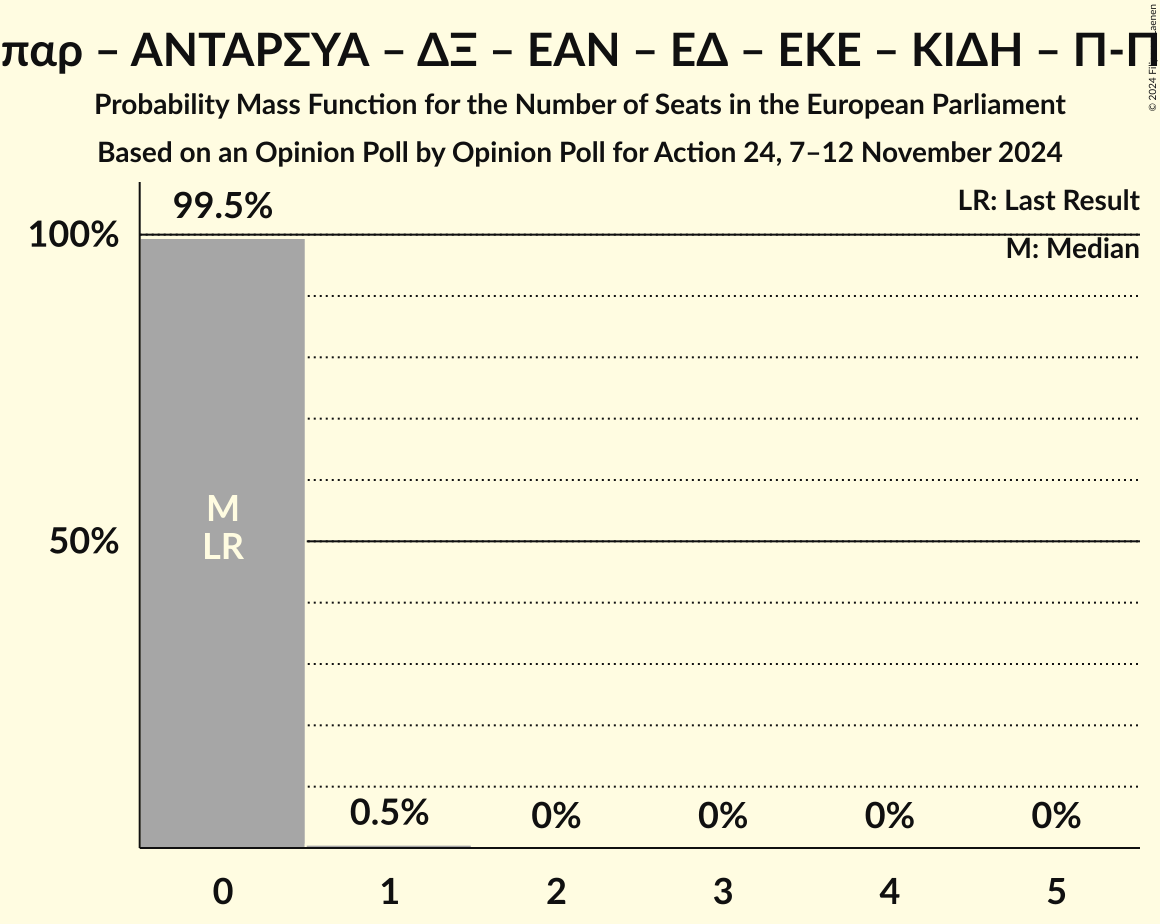 παρ – ΑΝΤΑΡΣΥΑ – ΔΞ – ΕΑΝ – ΕΔ – ΕΚΕ – ΚΙΔΗ – Π-Π
© 2024
Probability Mass Function for the Number of Seats in the European Parliament
Based on an Opinion Poll by Opinion Poll for Action 24, 7–12 November 2024
LR: Last Result
M: Median
99.5%
100%
M
LR
50%
0.5%
0%
0%
0%
0%
0
1
2
3
4
5